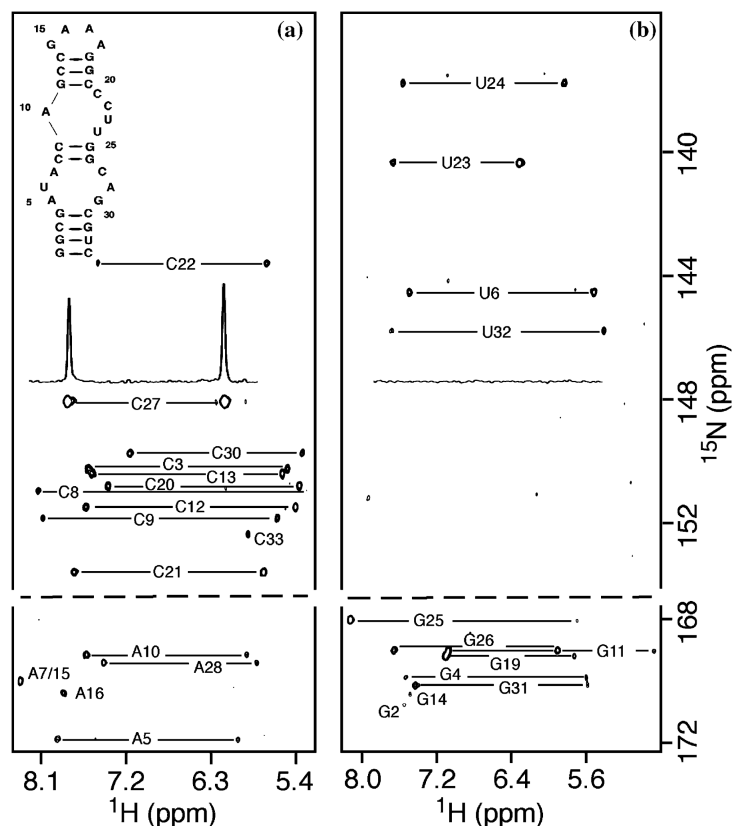 (a)
15 A A
G A
C G
C G
20
G C
C
10 A C
U
U
C G 25
C G
A C
U A
5 A G
G C 30
C G
G U
G C
C22
C27
C30
C3
C13
C20
C8
C12
C9
C33
C21
A10
A28
A7/15
A16
A5
8.1 7.2 6.3 5.4
1H (ppm)
(b)
U24
U23
U6
U32
G25
G26
G11
G19
G4
G31
G14
G2
8.0 7.2 6.4 5.6
1H (ppm)
140
144
148
152
168
172
15N (ppm)